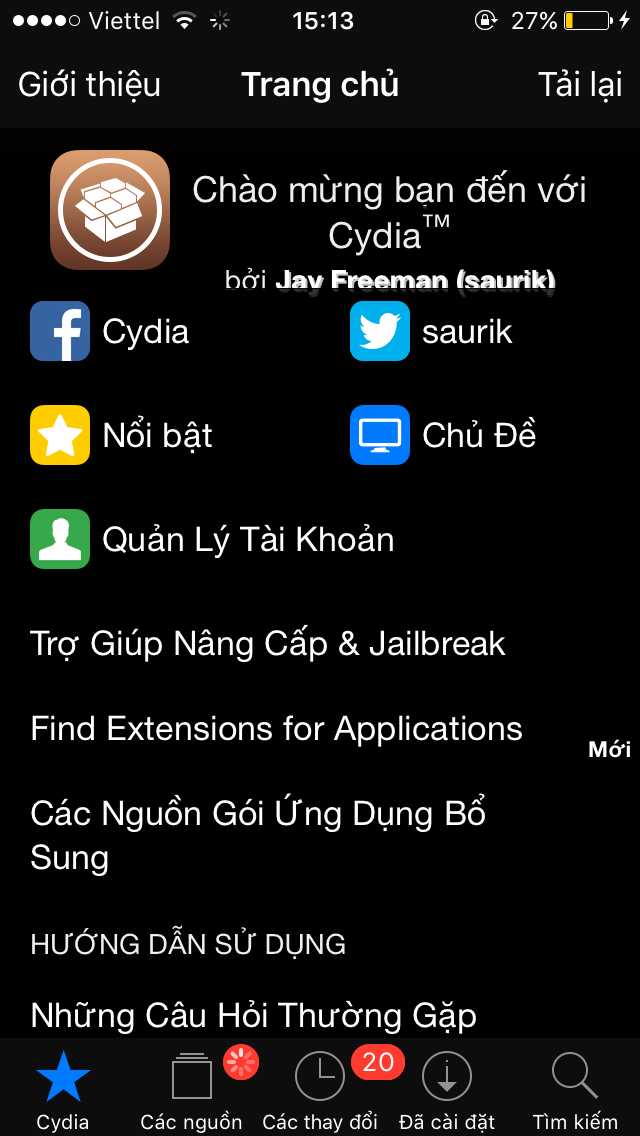 Viettel 15:13 27%
Giới thiệu Trang chủ Tải lại
Chào mừng bạn đến với
Cydia™
bởi Jay Freeman (saurik)
Cydia saurik
Nổi bật Chủ Đề
Quản Lý Tài Khoản
Trợ Giúp Nâng Cấp & Jailbreak
Find Extensions for Applications
Mới
Các Nguồn Gói Ứng Dụng Bổ
Sung
HƯỚNG DẪN SỬ DỤNG
Những Câu Hỏi Thường Gặp
20
Cydia Các nguồn Các thay đổi Đã cài đặt Tìm kiếm